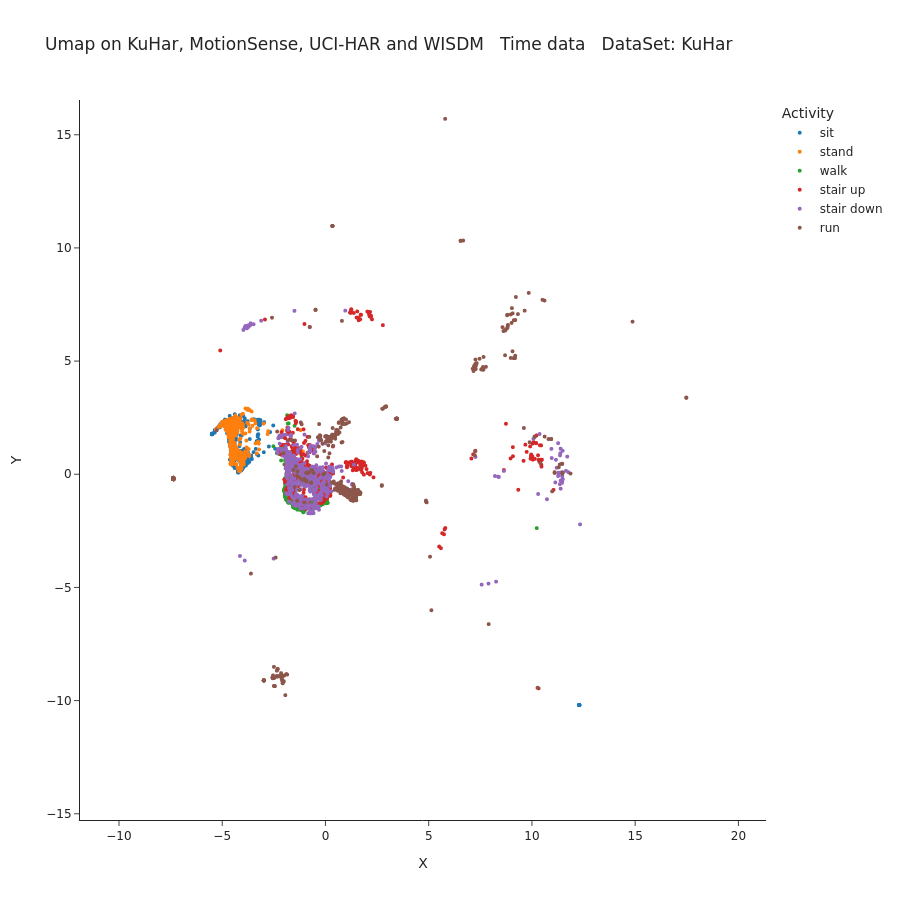 Umap on KuHar, MotionSense, UCI-HAR and WISDM   Time data   DataSet: KuHar
Activity
sit
stand
walk
stair up
stair down
run
Y
15
10
5
0
−5
−10
−15
−10
−5
0
5
10
15
20
X